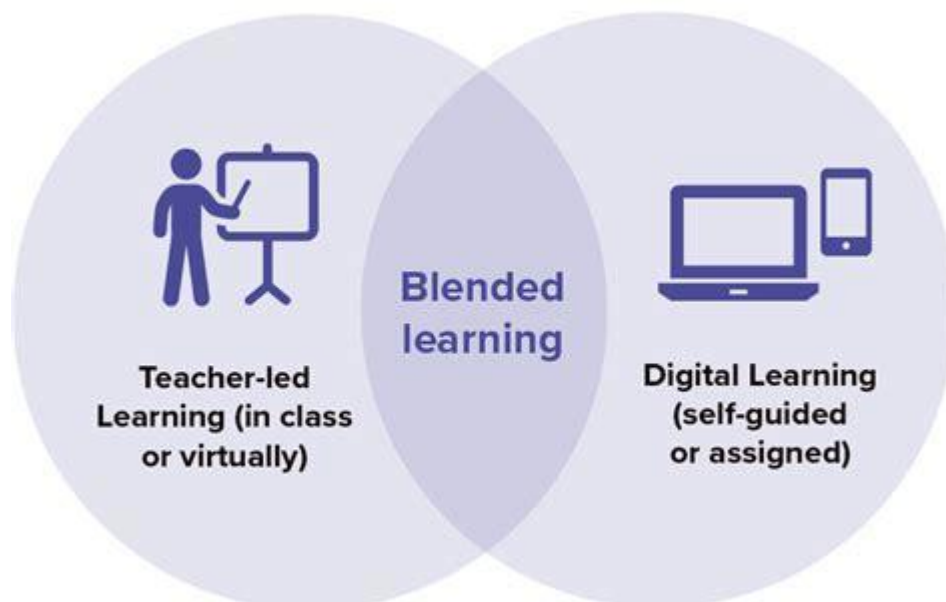 Blended
learning
Teacher-led
Learning (in class
or virtually)
Digital Learning
(self-guided
or assigned)